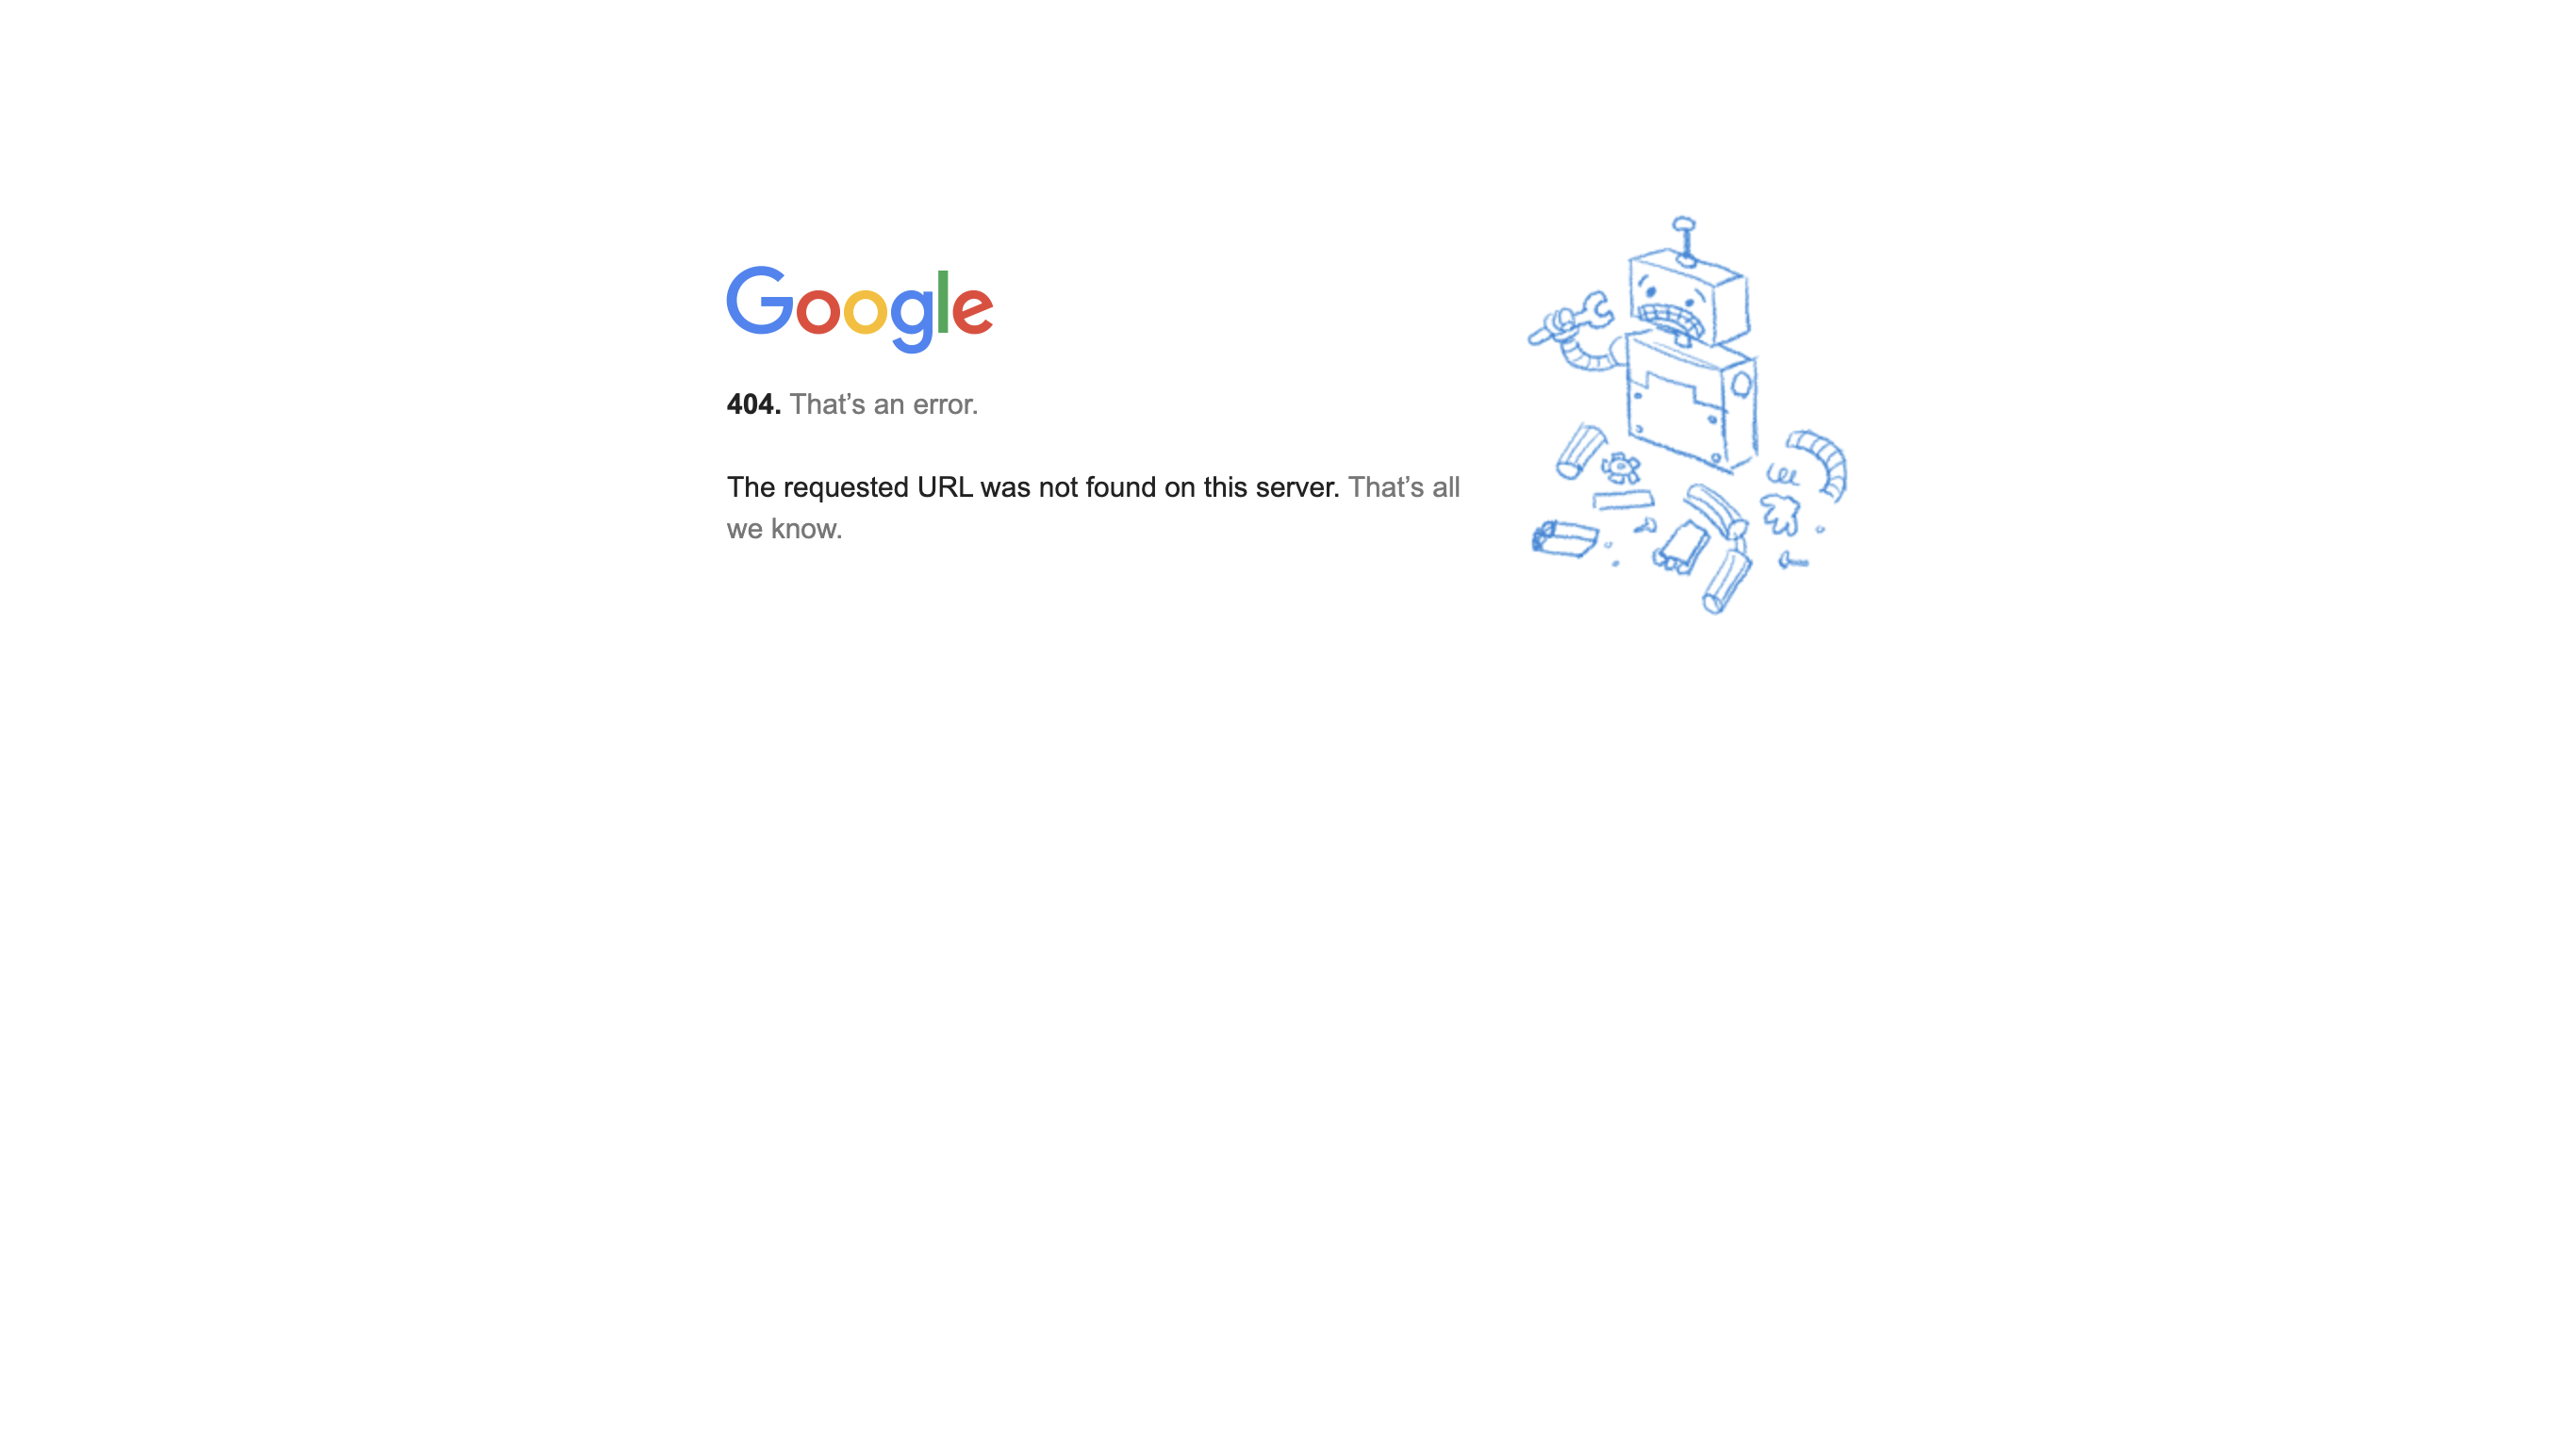 Google
404. That’s an error.
The requested URL was not found on this server. That’s all
we know.